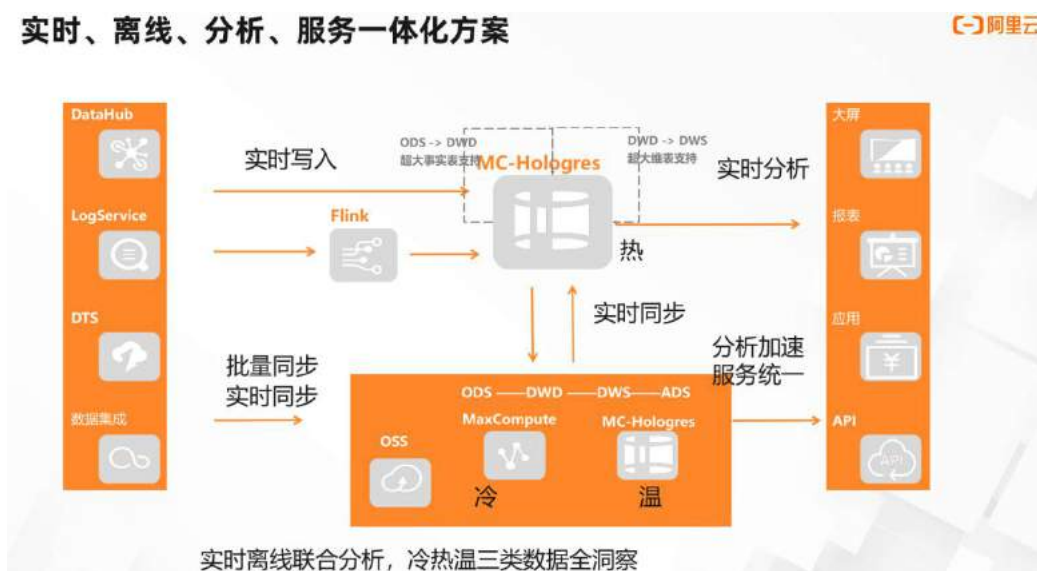 实时、离线、分析、服务一体化方案
阿里云
DataHub
LogService
DTS
数据集成
实时写入
Flink
ODS -> DWD
超大事实表支持
DWD -> DWS
超大维表支持
MC-Hologres
热
实时分析
实时同步
批量同步
实时同步
分析加速
服务统一
ODS ——DWD ——DWS——ADS
OSS
MaxCompute
MC-Hologres
冷
温
大屏
报表
应用
¥
API
API
实时离线联合分析，冷热温三类数据全洞察